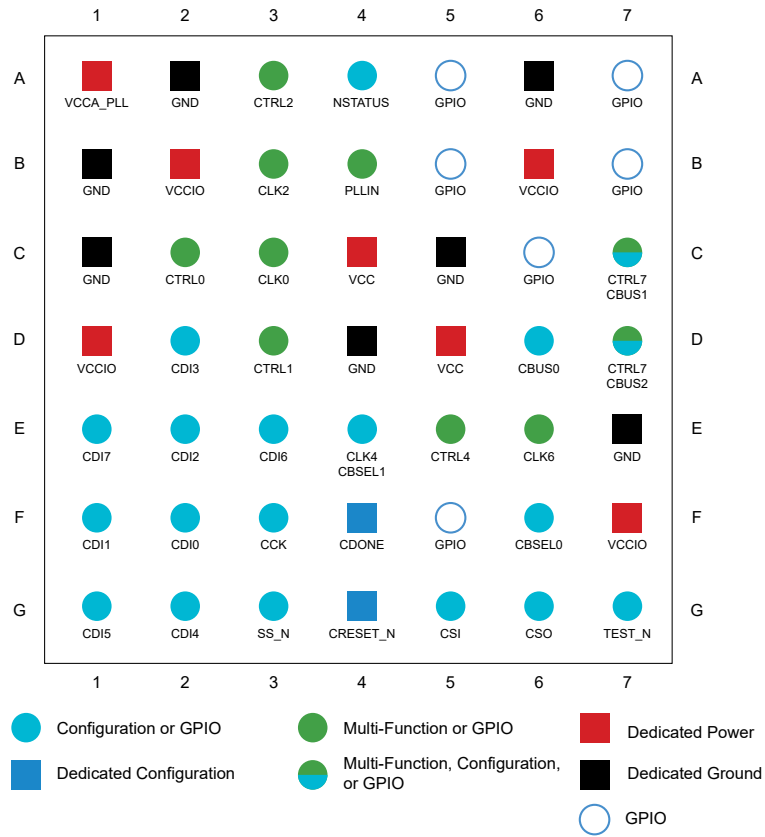 1 2 3 4 5 6 7
A A
VCCA_PLL GND CTRL2 NSTATUS GPIO GND GPIO
B B
GND VCCIO CLK2 PLLIN GPIO VCCIO GPIO
C C
GND CTRL0 CLK0 VCC GND GPIO CTRL7
CBUS1
D D
VCCIO CDI3 CTRL1 GND VCC CBUS0 CTRL7
CBUS2
E E
CDI7 CDI2 CDI6 CLK4 CTRL4 CLK6 GND
CBSEL1
F F
CDI1 CDI0 CCK CDONE GPIO CBSEL0 VCCIO
G G
CDI5 CDI4 SS_N CRESET_N CSI CSO TEST_N
1 2 3 4 5 6 7
Configuration or GPIO
Dedicated Configuration
Multi-Function or GPIO
Multi-Function, Configuration,
or GPIO
Dedicated Power
Dedicated Ground
GPIO